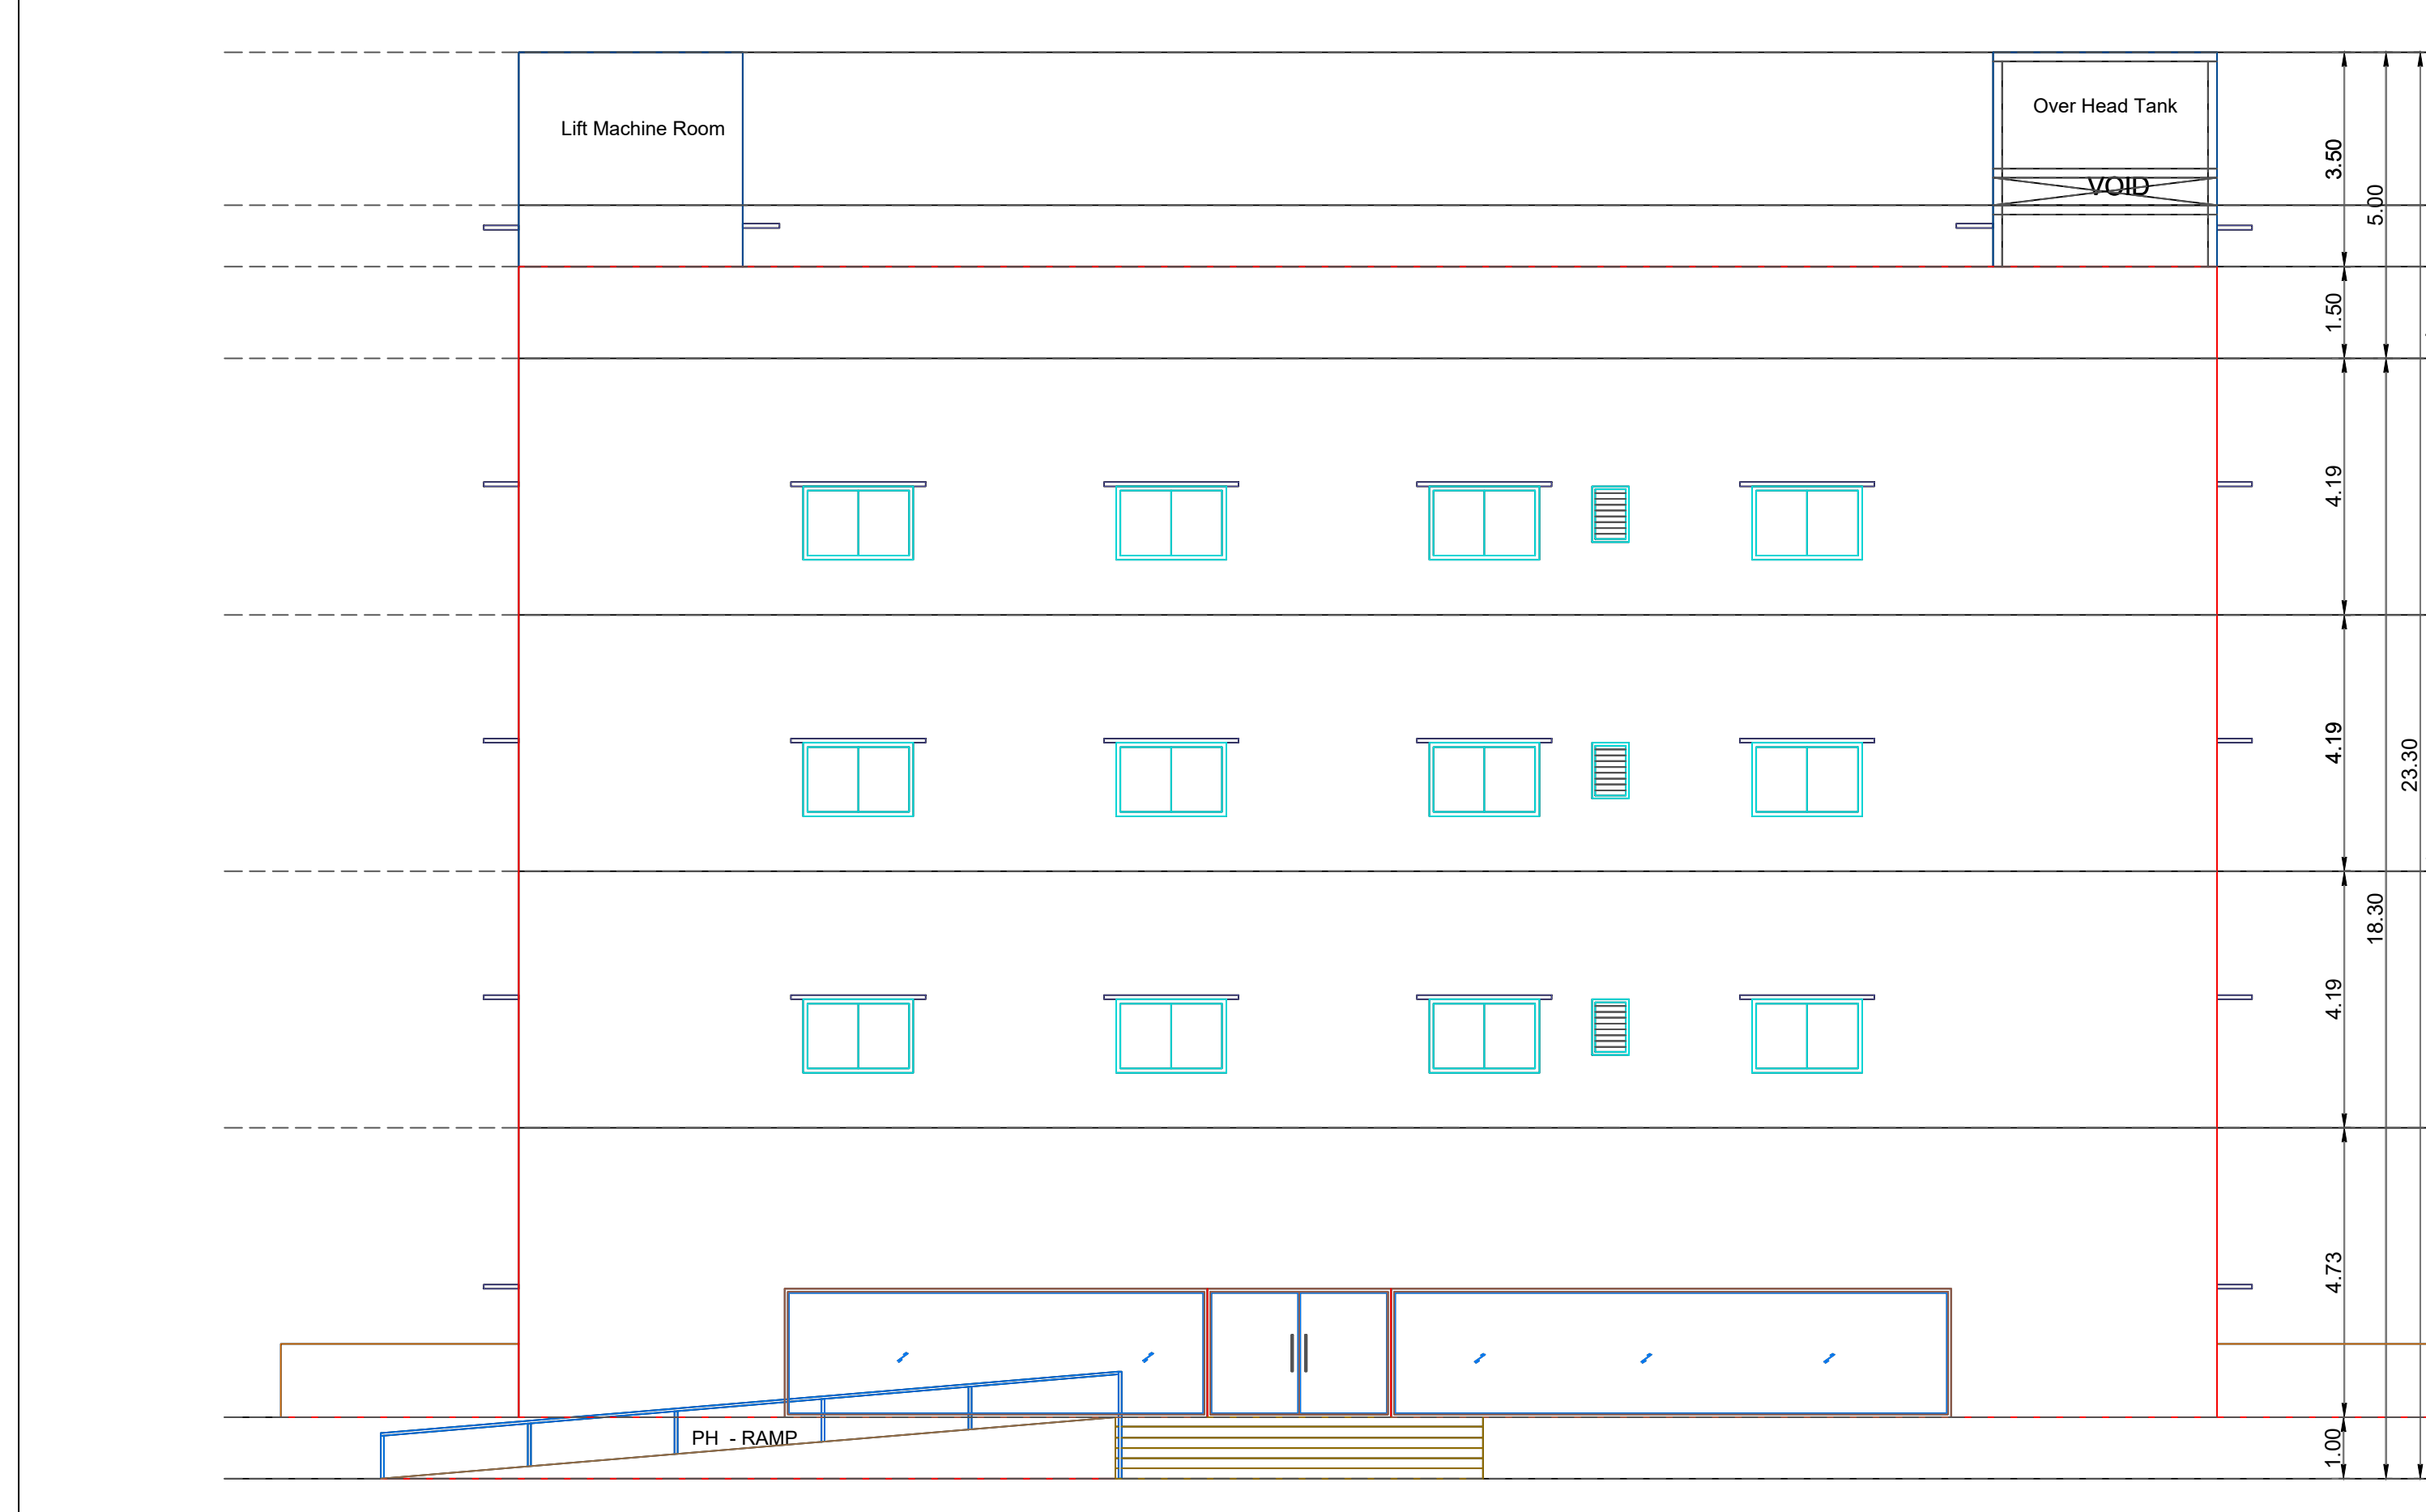 Lift Machine Room
Over Head Tank
VOID
3.50
5.00
1.50
4.19
4.19
23.30
18.30
4.19
4.73
PH - RAMP
1.00